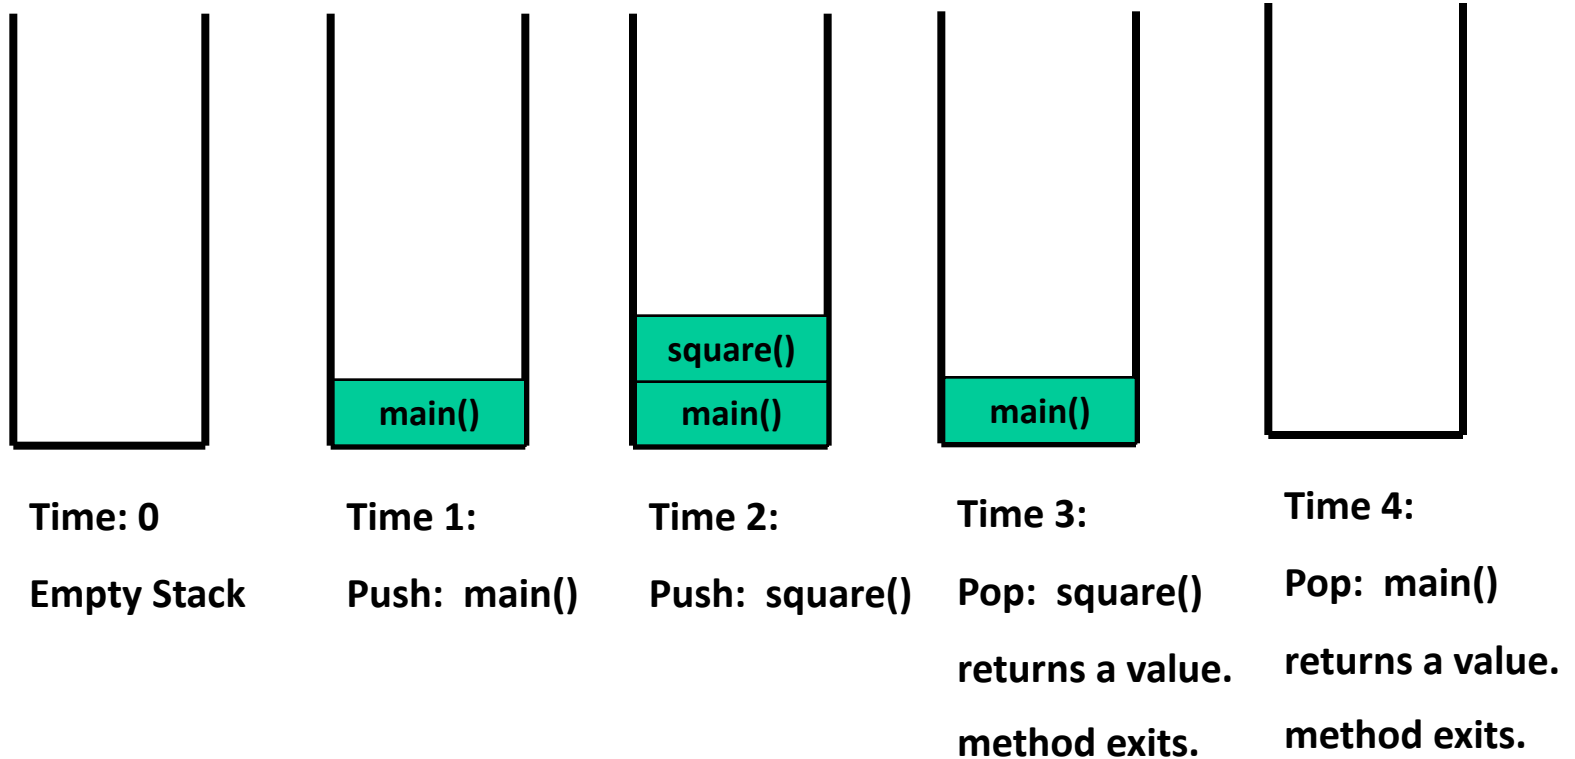 main()
square()
main()
main()
Time: 0
Empty Stack
Time 1:
Push: main()
Time 2:
Push: square()
Time 3:
Pop: square()
returns a value.
method exits.
Time 4:
Pop: main()
returns a value.
method exits.